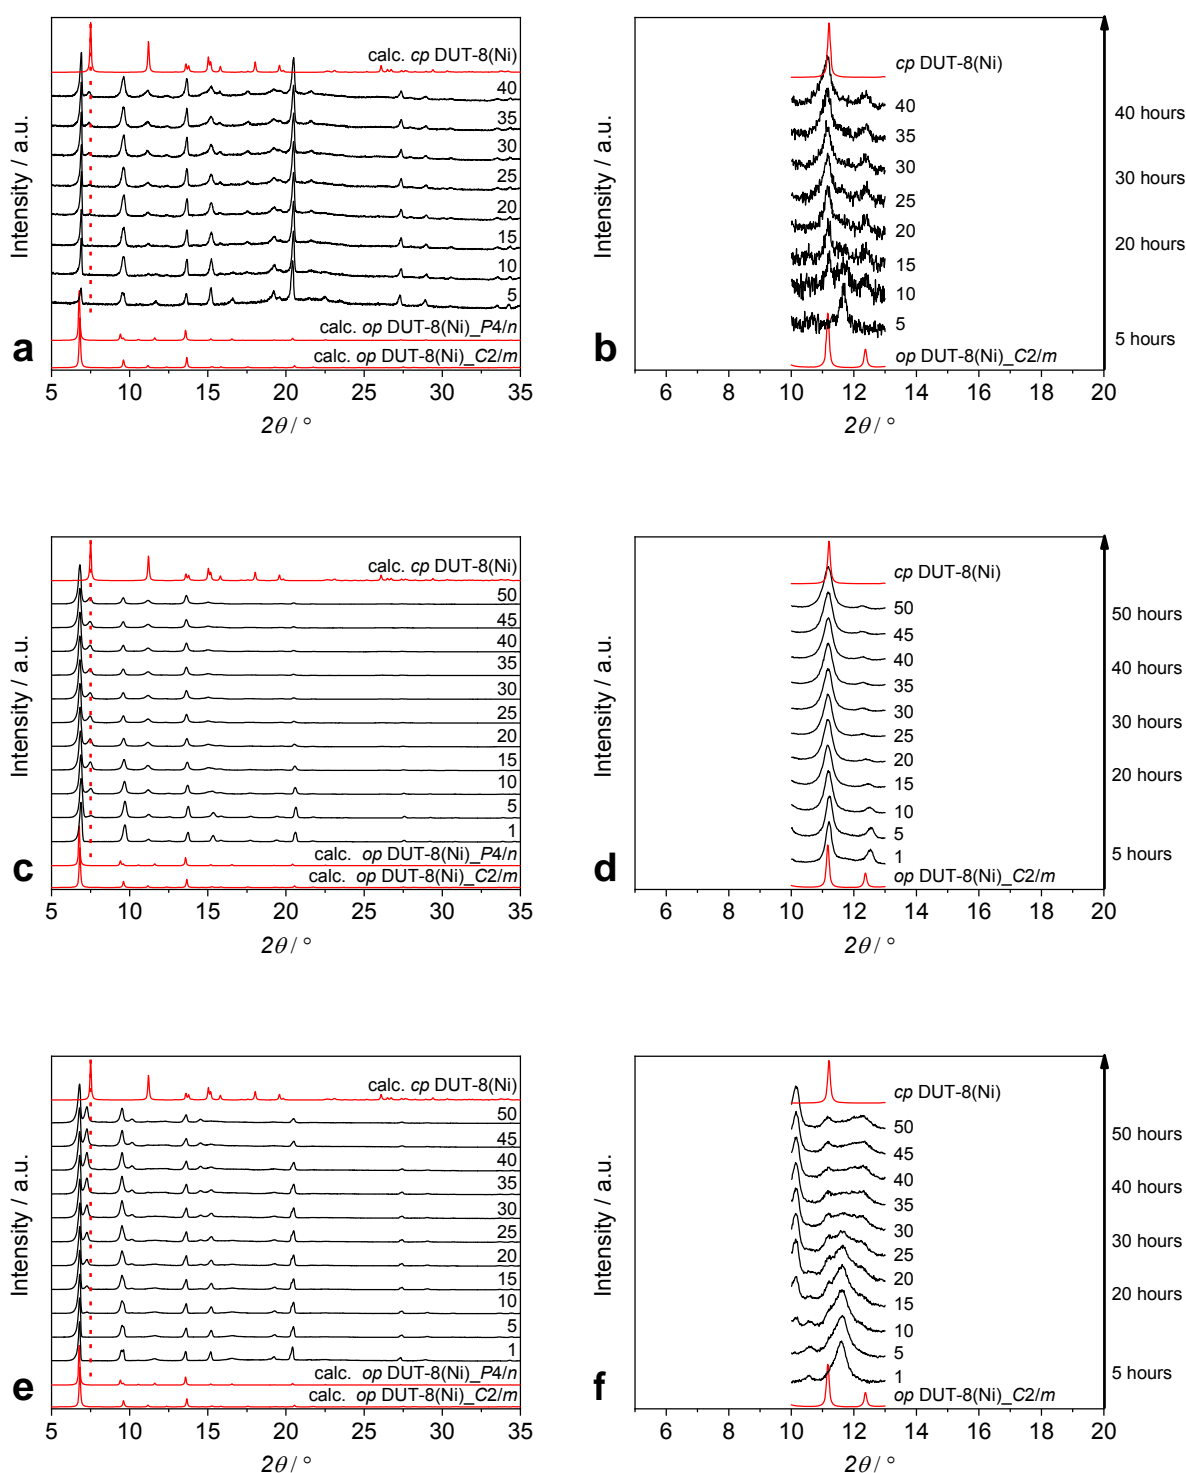 Intensity / a.u.
calc. cp DUT-8(Ni)
40
35
30
25
20
15
10
5
calc. op DUT-8(Ni)_P4/n
calc. op DUT-8(Ni)_C2/m
a
5 10 15 20 25 30 35
2θ / °
Intensity / a.u.
cp DUT-8(Ni)
40
35
30
25
20
15
10
5
op DUT-8(Ni)_C2/m
40 hours
30 hours
20 hours
5 hours
b
6 8 10 12 14 16 18 20
2θ / °
Intensity / a.u.
calc. cp DUT-8(Ni)
50
45
40
35
30
25
20
15
10
5
1
calc. op DUT-8(Ni)_P4/n
calc. op DUT-8(Ni)_C2/m
c
5 10 15 20 25 30 35
2θ / °
Intensity / a.u.
cp DUT-8(Ni)
50
45
40
35
30
25
20
15
10
5
1
op DUT-8(Ni)_C2/m
50 hours
40 hours
30 hours
20 hours
5 hours
d
6 8 10 12 14 16 18 20
2θ / °
Intensity / a.u.
calc. cp DUT-8(Ni)
50
45
40
35
30
25
20
15
10
5
1
calc. op DUT-8(Ni)_P4/n
calc. op DUT-8(Ni)_C2/m
e
5 10 15 20 25 30 35
2θ / °
Intensity / a.u.
cp DUT-8(Ni)
50
45
40
35
30
25
20
15
10
5
1
op DUT-8(Ni)_C2/m
50 hours
40 hours
30 hours
20 hours
5 hours
f
6 8 10 12 14 16 18 20
2θ / °